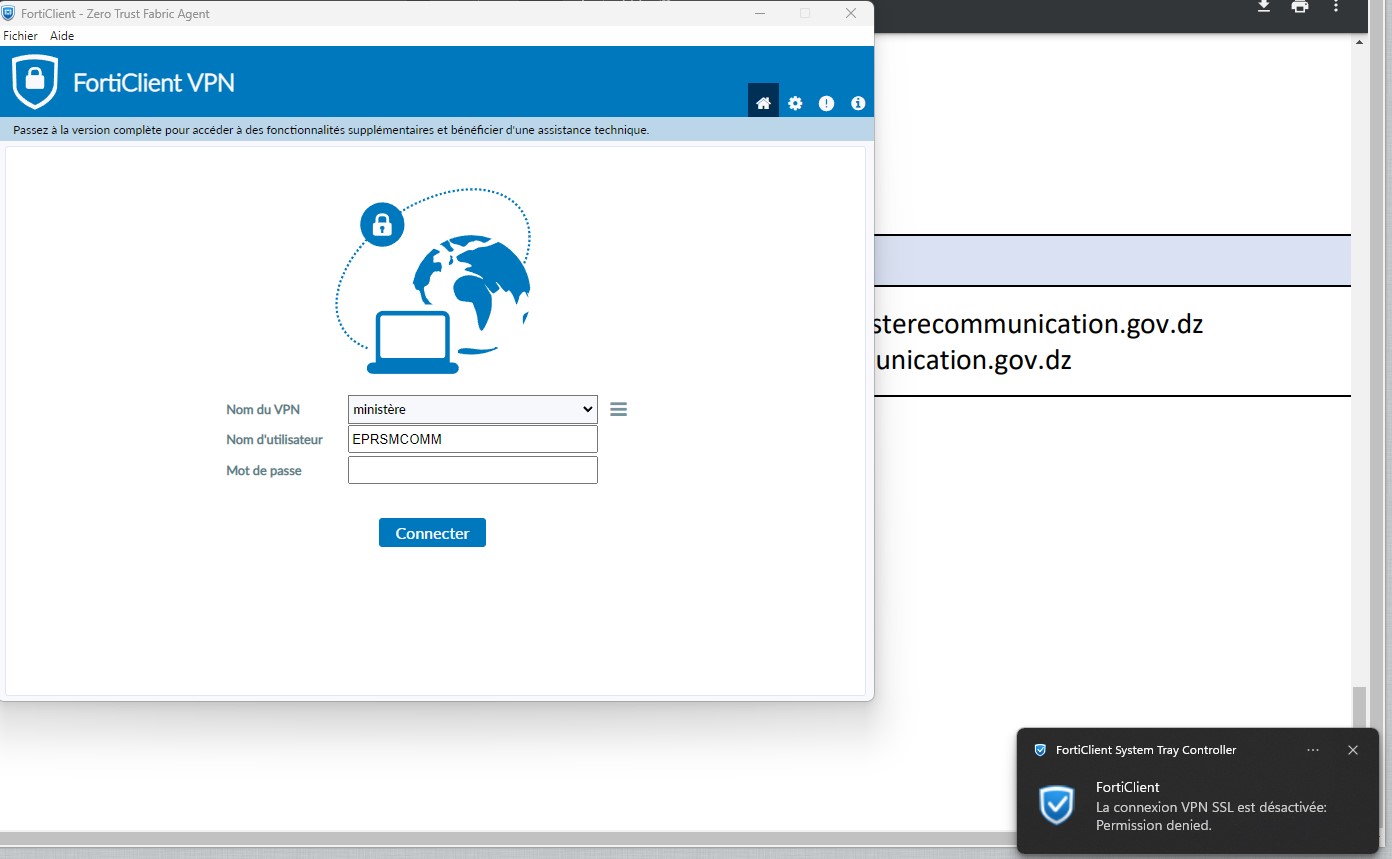 FortiClient - Zero Trust Fabric Agent
Fichier Aide
FortiClient VPN
Passez à la version complète pour accéder à des fonctionnalités supplémentaires et bénéficier d'une assistance technique.
sterecommunication.gov.dz
unication.gov.dz
Nom du VPN ministère
Nom d'utilisateur EPRSMCOMM
Mot de passe
Connecter
FortiClient System Tray Controller
FortiClient
La connexion VPN SSL est désactivée:
Permission denied.